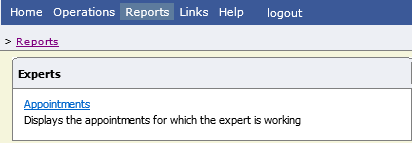 Home Operations Reports Links Help logout
> Reports
Experts
Appointments
Displays the appointments for which the expert is working